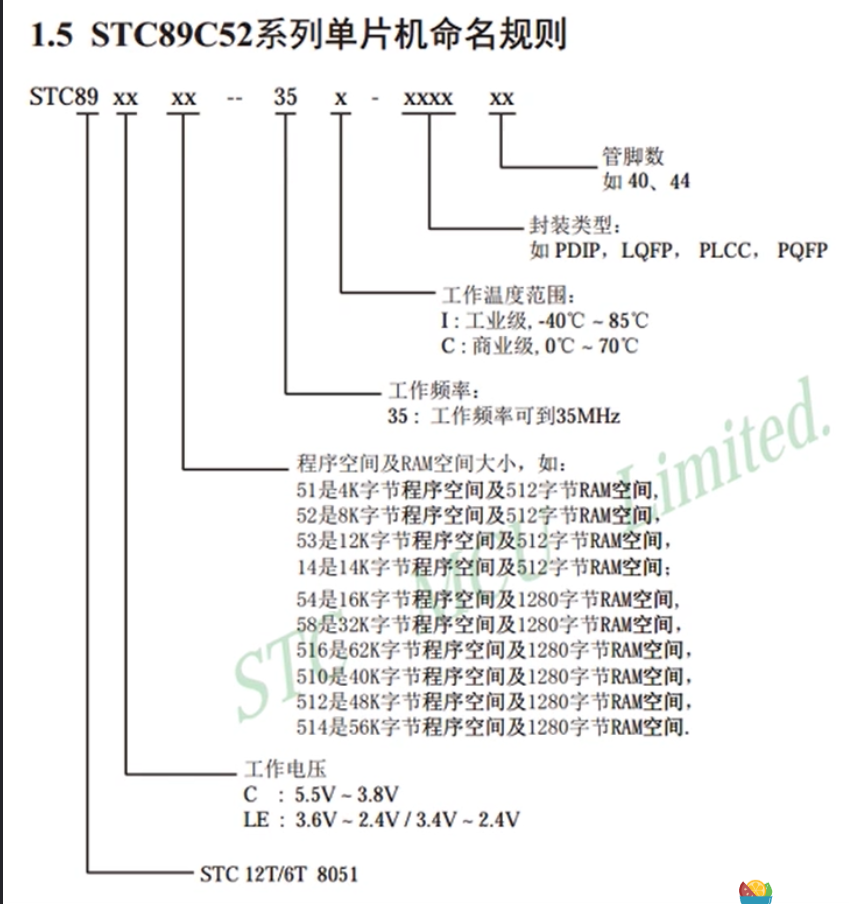 1.5 STC89C52系列单片机命名规则
STC89 xx xx -- 35 x - xxxx xx
管脚数
如 40、44
封装类型：
如 PDIP，LQFP， PLCC， PQFP
工作温度范围：
I : 工业级, -40℃ ~ 85℃
C : 商业级, 0℃ ~ 70℃
工作频率：
35： 工作频率可到35MHz
程序空间及RAM空间大小，如：
51是4K字节程序空间及512字节RAM空间,
52是8K字节程序空间及512字节RAM空间，
53是12K字节程序空间及512字节RAM空间，
14是14K字节程序空间及512字节RAM空间；
54是16K字节程序空间及1280字节RAM空间,
58是32K字节程序空间及1280字节RAM空间，
516是62K字节程序空间及1280字节RAM空间，
510是40K字节程序空间及1280字节RAM空间，
512是48K字节程序空间及1280字节RAM空间，
514是56K字节程序空间及1280字节RAM空间.
工作电压
C : 5.5V ~ 3.8V
LE : 3.6V ~ 2.4V / 3.4V ~ 2.4V
STC 12T/6T 8051
STC MCU Limited.